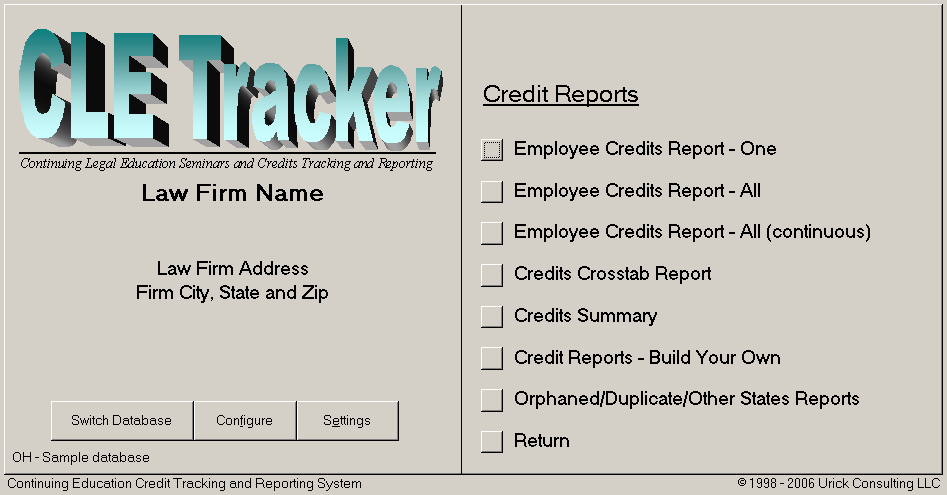 CLE Tracker
Continuing Legal Education Seminars and Credits Tracking and Reporting
Law Firm Name
Law Firm Address
Firm City, State and Zip
Switch Database
Configure
Settings
OH - Sample database
Credit Reports
Employee Credits Report - One
Employee Credits Report - All
Employee Credits Report - All (continuous)
Credits Crosstab Report
Credits Summary
Credit Reports - Build Your Own
Orphaned/Duplicate/Other States Reports
Return
Continuing Education Credit Tracking and Reporting System
© 1998 - 2006 Urick Consulting LLC